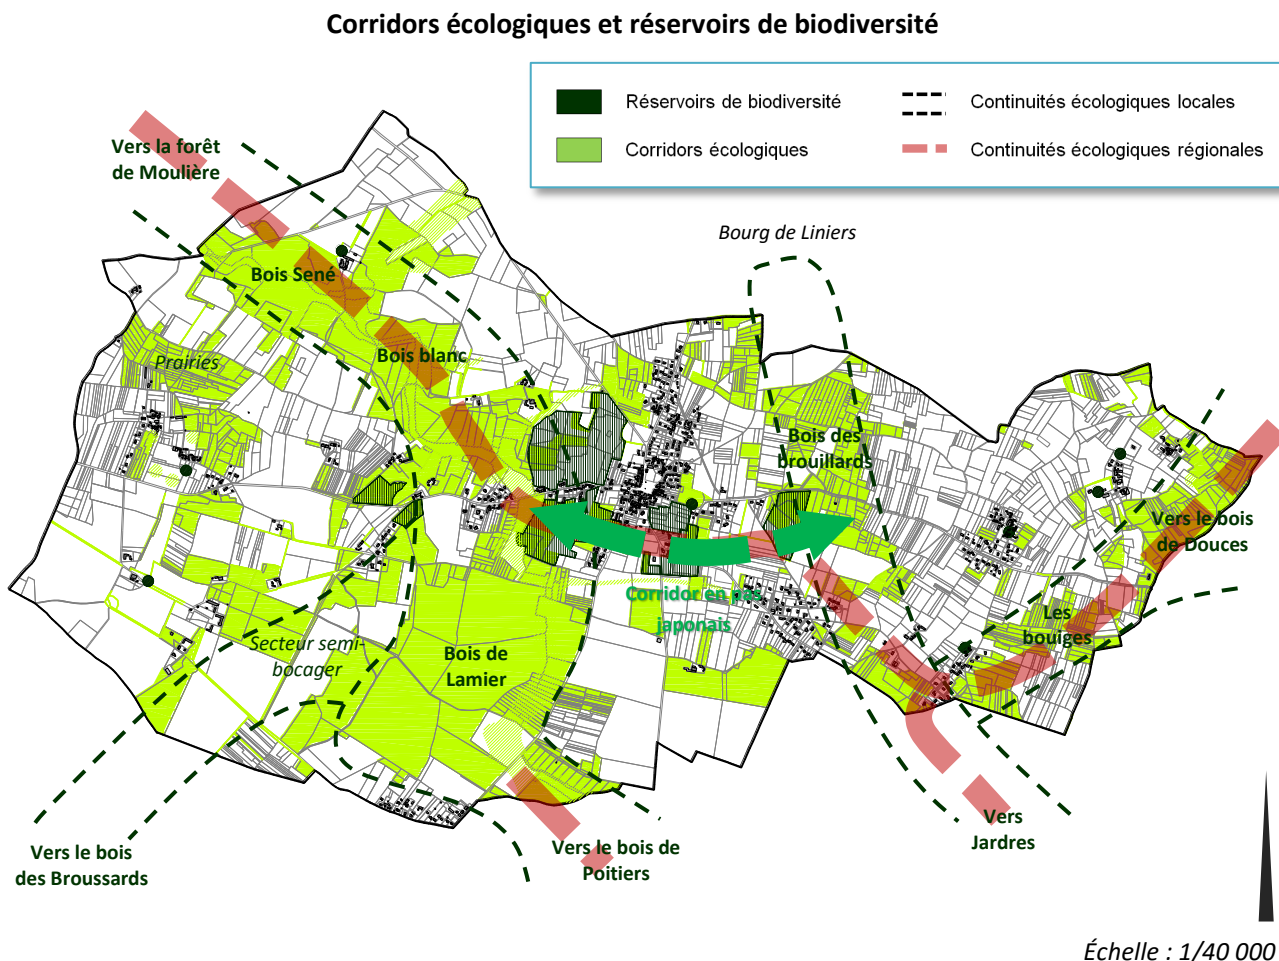 Corridors écologiques et réservoirs de biodiversité
Réservoirs de biodiversité
Continuités écologiques locales
Corridors écologiques
Continuités écologiques régionales
Vers la forêt
de Moulière
Bourg de Liniers
Bois Sené
Bois blanc
Prairies
Bois des
brouillards
Vers le bois
de Douces
Corridor en pas
japonais
Les
bouiges
Secteur semi-
bocager
Bois de
Lamier
Vers
Jardres
Vers le bois
des Broussards
Vers le bois de
Poitiers
Échelle : 1/40 000